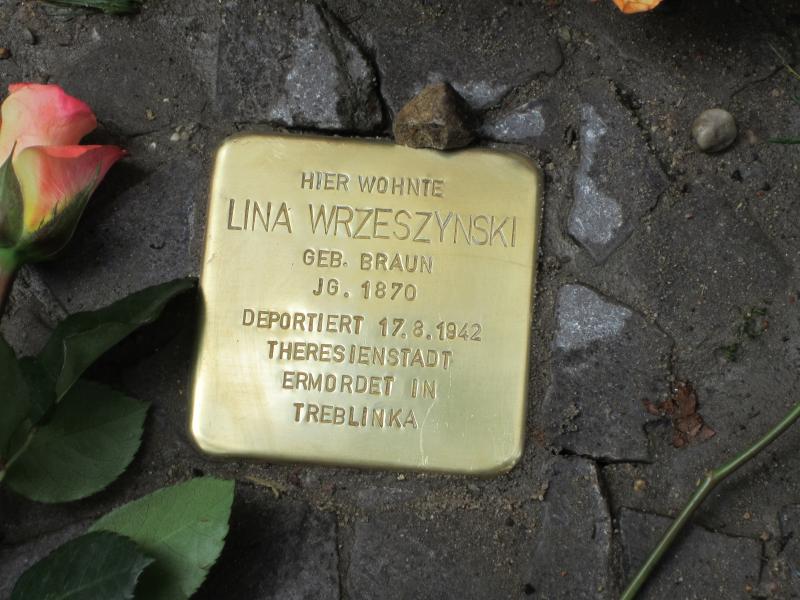 HIER WOHNTE
LINA WRZESZYNSKI
GEB. BRAUN
JG. 1870
DEPORTIERT 17.8.1942
THERESIENSTADT
ERMORDET IN
TREBLINKA